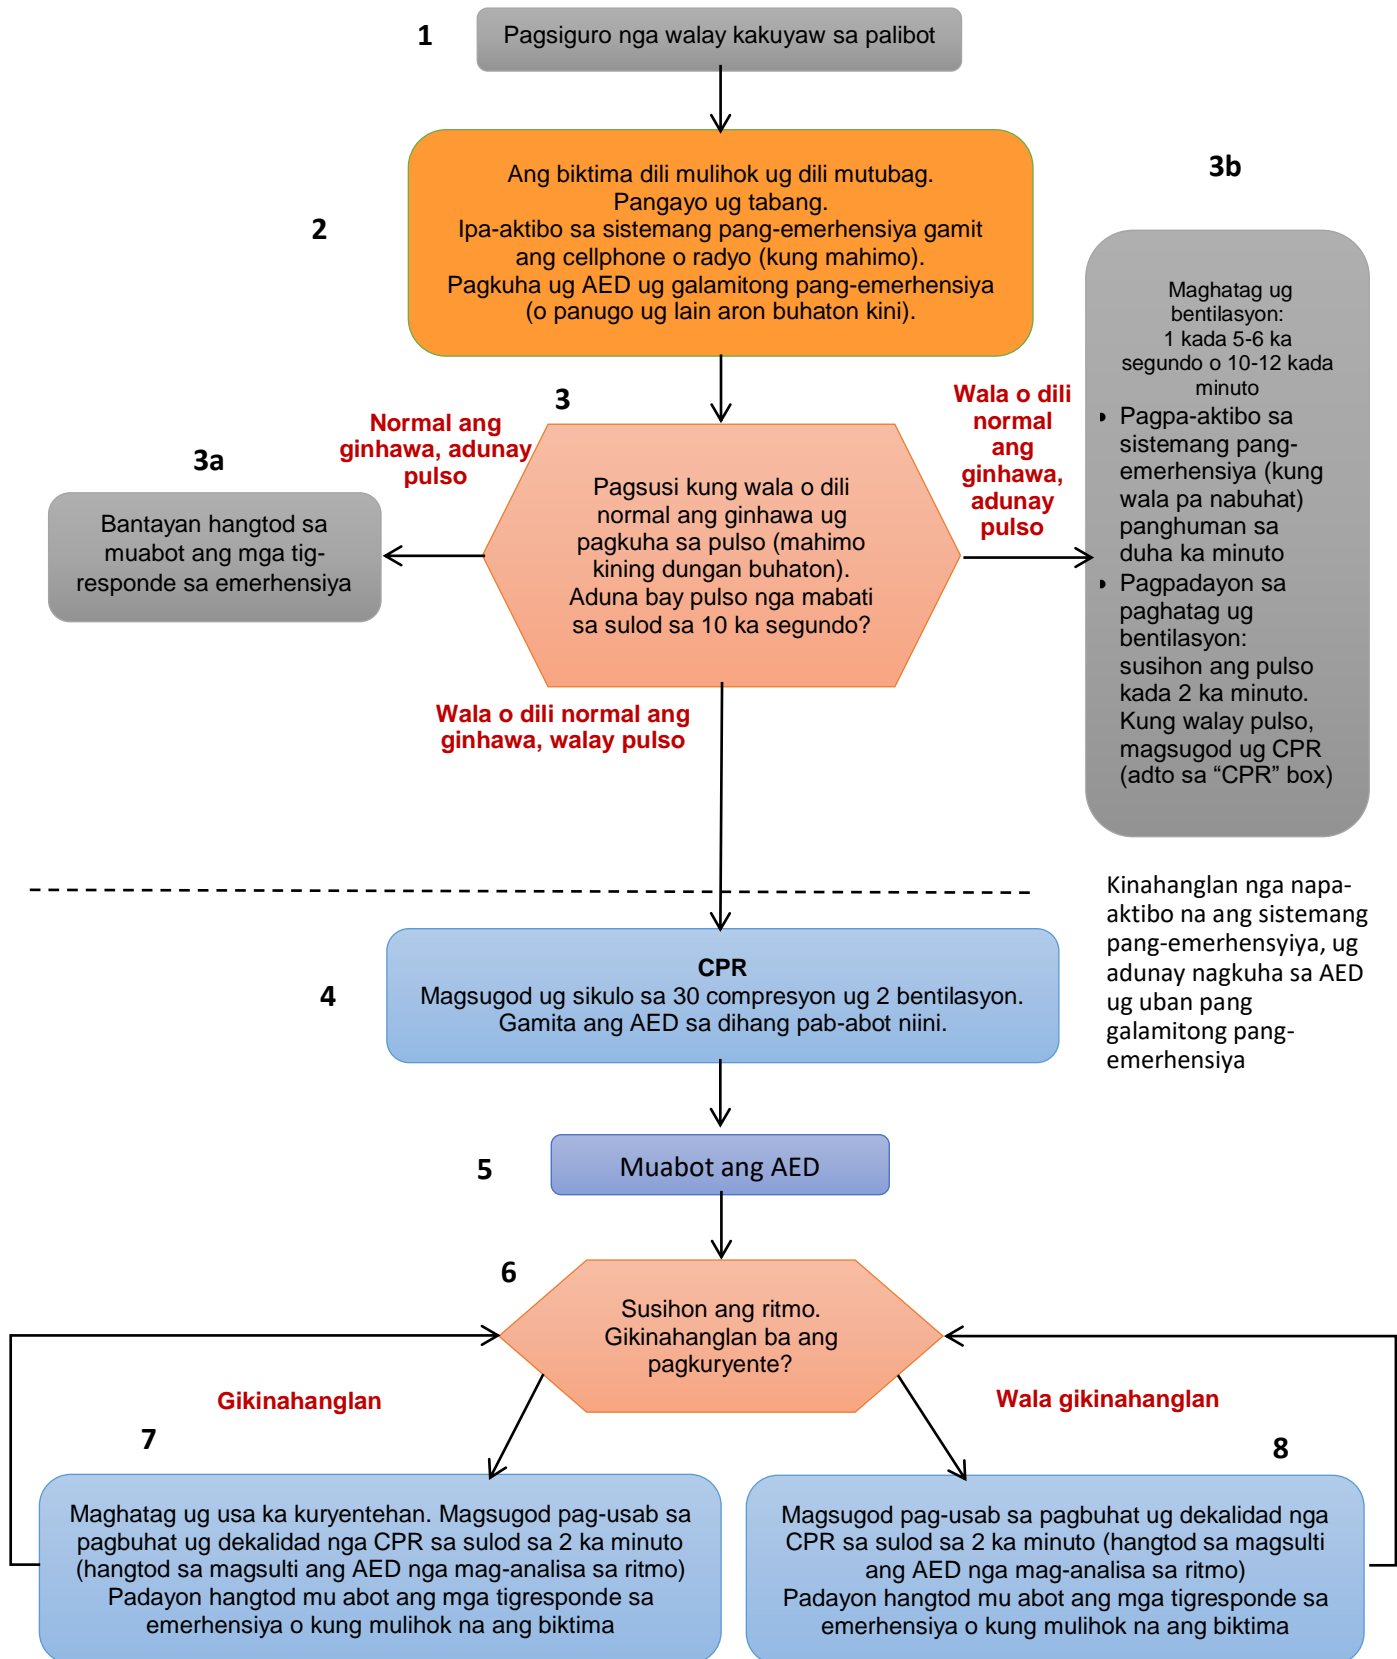 1
Pagsiguro nga walay kakuyaw sa palibot
2
Ang biktima dili mulihok ug dili mutubag.
Pangayo ug tabang.
Ipa-aktibo sa sistemang pang-emerhensiya gamit
ang cellphone o radyo (kung mahimo).
Pagkuha ug AED ug galamitong pang-emerhensiya
(o panugo ug lain aron buhaton kini).
3
Pagsusi kung wala o dili
normal ang ginhawa ug
pagkuha sa pulso (mahimo
kining dungan buhaton).
Aduna bay pulso nga mabati
sa sulod sa 10 ka segundo?
Normal ang
ginhawa, adunay
pulso
3a
Bantayan hangtod sa
muabot ang mga tig-
responde sa emerhensiya
Wala o dili
normal
ang
ginhawa,
adunay
pulso
3b
Maghatag ug
bentilasyon:
1 kada 5-6 ka
segundo o 10-12 kada
minuto
• Pagpa-aktibo sa
sistemang pang-
emerhensiya (kung
wala pa nabuhat)
panghuman sa
duha ka minuto
• Pagpadayon sa
paghatag ug
bentilasyon:
susihon ang pulso
kada 2 ka minuto.
Kung walay pulso,
magsugod ug CPR
(adto sa “CPR” box)
Wala o dili normal ang
ginhawa, walay pulso
Kinahanglan nga napa-
aktibo na ang sistemang
pang-emerhensyiya, ug
adunay nagkuha sa AED
ug uban pang
galamitong pang-
emerhensiya
4
CPR
Magsugod ug sikulo sa 30 compresyon ug 2 bentilasyon.
Gamita ang AED sa dihang pab-abot niini.
5
Muabot ang AED
6
Susihon ang ritmo.
Gikinahanglan ba ang
pagkuryente?
Gikinahanglan
7
Maghatag ug usa ka kuryentehan. Magsugod pag-usab sa
pagbuhat ug dekalidad nga CPR sa sulod sa 2 ka minuto
(hangtod sa magsulti ang AED nga mag-analisa sa ritmo)
Padayon hangtod mu abot ang mga tigresponde sa
emerhensiya o kung mulihok na ang biktima
Wala gikinahanglan
8
Magsugod pag-usab sa pagbuhat ug dekalidad nga
CPR sa sulod sa 2 ka minuto (hangtod sa magsulti
ang AED nga mag-analisa sa ritmo)
Padayon hangtod mu abot ang mga tigresponde sa
emerhensiya o kung mulihok na ang biktima